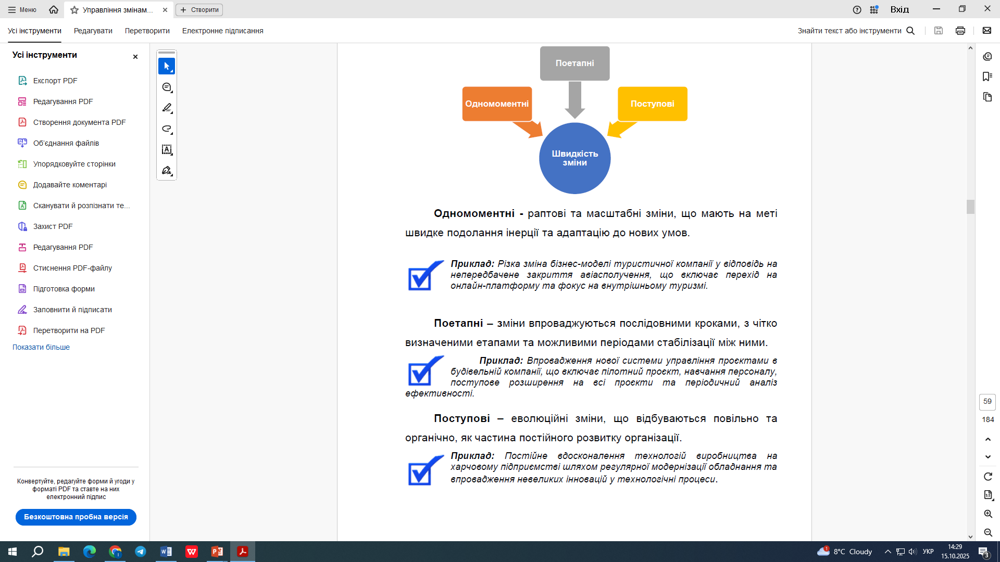 Меню
Управління змінам...
Створити
Вхід
Усі інструменти
Редагувати
Перетворити
Електронне підписання
Знайти текст або інструменти
Усі інструменти
Експорт PDF
Редагування PDF
Створення документа PDF
Об'єднання файлів
Упорядковуйте сторінки
Додавайте коментарі
Сканувати й розпізнати те...
Захист PDF
Редагування PDF
Стиснення PDF-файлу
Підготовка форми
Заповнити й підписати
Перетворити на PDF
Показати більше
Конвертуйте, редагуйте форми й угоди у
форматі PDF та ставте на них
електронний підпис
Безкоштовна пробна версія
Поетапні
Одномоментні
Поступові
Швидкість
зміни
Одномоментні - раптові та масштабні зміни, що мають на меті
швидке подолання інерції та адаптацію до нових умов.
Приклад: Різка зміна бізнес-моделі туристичної компанії у відповідь на
непередбачене закриття авіасполучення, що включає перехід на
онлайн-платформу та фокус на внутрішньому туризмі.
Поетапні – зміни впроваджуються послідовними кроками, з чітко
визначеними етапами та можливими періодами стабілізації між ними.
Приклад: Впровадження нової системи управління проєктами в
будівельній компанії, що включає пілотний проєкт, навчання персоналу,
поступове розширення на всі проєкти та періодичний аналіз
ефективності.
Поступові – еволюційні зміни, що відбуваються повільно та
органічно, як частина постійного розвитку організації.
Приклад: Постійне вдосконалення технологій виробництва на
харчовому підприємстві шляхом регулярної модернізації обладнання та
впровадження невеликих інновацій у технологічні процеси.
59
184
1
8°C Cloudy
УКР
14:29
15.10.2025
3